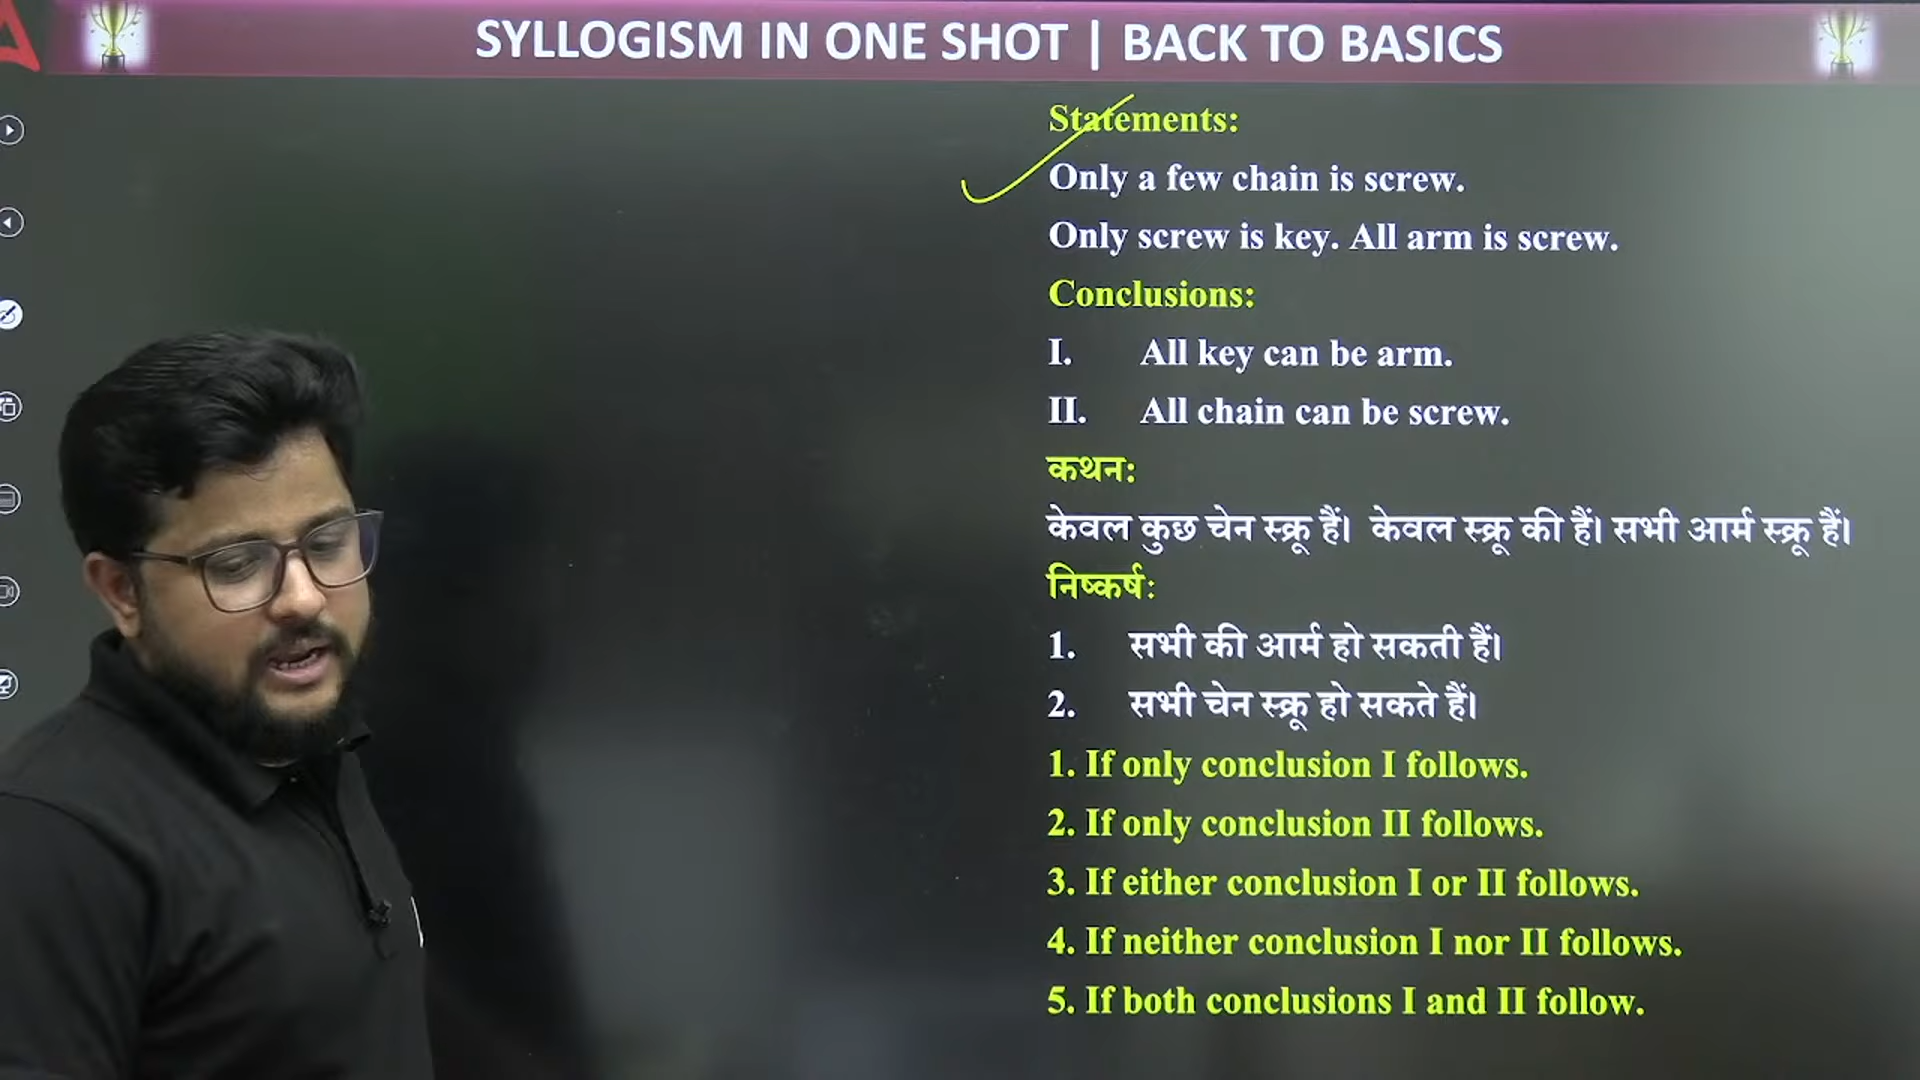 SYLLOGISM IN ONE SHOT | BACK TO BASICS
Statements:
Only a few chain is screw.
Only screw is key. All arm is screw.
Conclusions:
I. All key can be arm.
II. All chain can be screw.
कथन:
केवल कुछ चेन स्क्रू हैं। केवल स्क्रू की हैं। सभी आर्म स्क्रू हैं।
निष्कर्ष:
1. सभी की आर्म हो सकती हैं।
2. सभी चेन स्क्रू हो सकते हैं।
1. If only conclusion I follows.
2. If only conclusion II follows.
3. If either conclusion I or II follows.
4. If neither conclusion I nor II follows.
5. If both conclusions I and II follow.